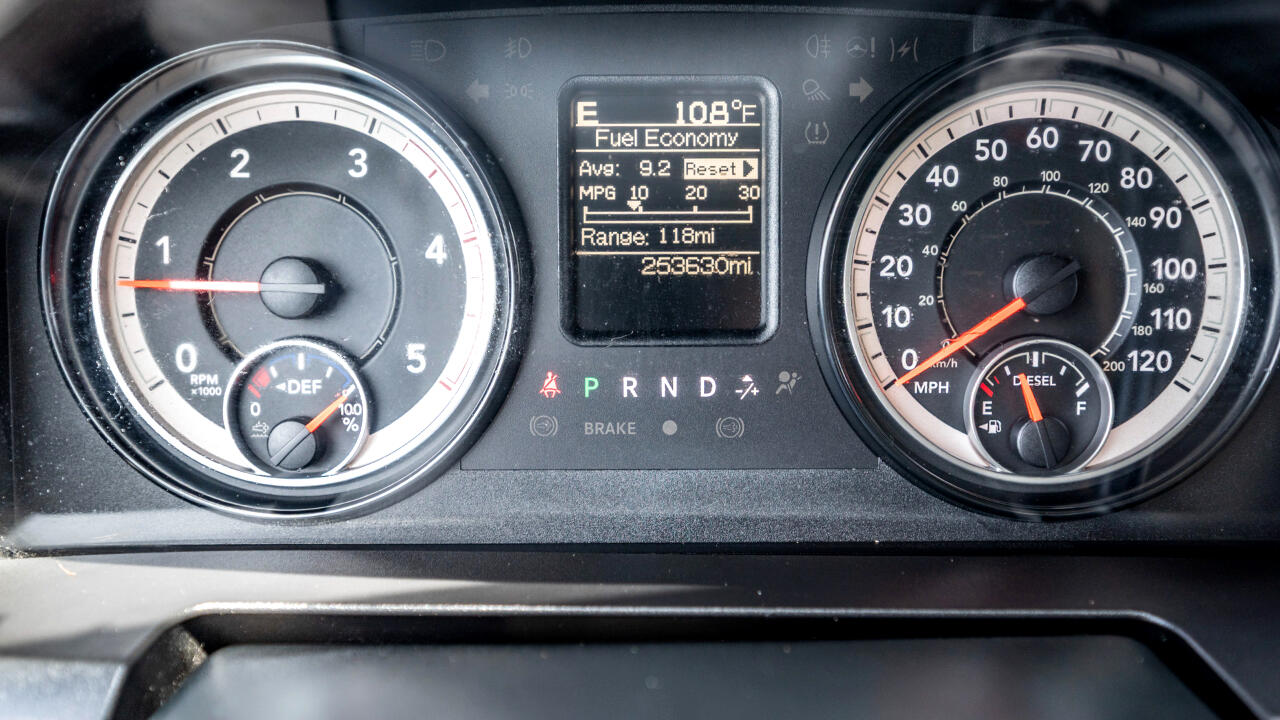 0
1
2
3
4
5
RPM
x1000
DEF
0
100
%
E 108°F
Fuel Economy
Avg: 9.2 Reset
MPG 10 20 30
Range: 118mi
253630mi
P R N D -/+
BRAKE
0
10
20
30
40
50
60
70
80
90
100
110
120
MPH
0
20
40
60
80
100
120
140
160
180
200
km/h
DIESEL
E F